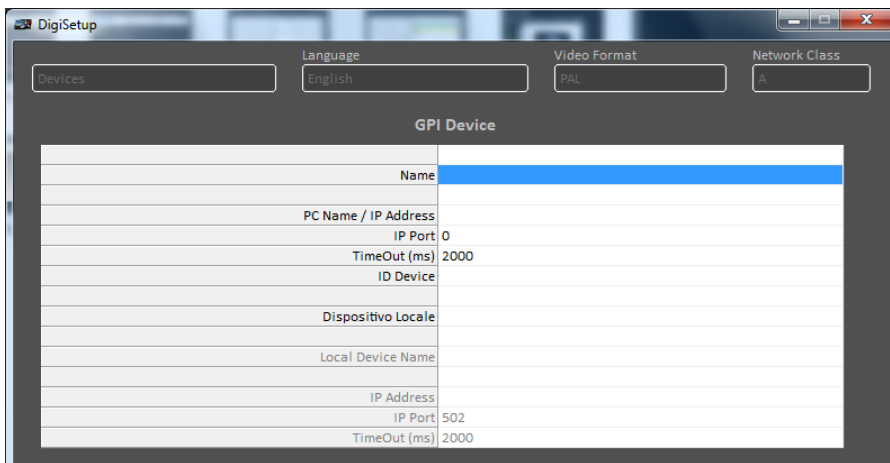 DigiSetup
Language
Video Format
Network Class
Devices
English
PAL
A
GPI Device
Name
PC Name / IP Address
IP Port 0
TimeOut (ms) 2000
ID Device
Dispositivo Locale
Local Device Name
IP Address
IP Port 502
TimeOut (ms) 2000